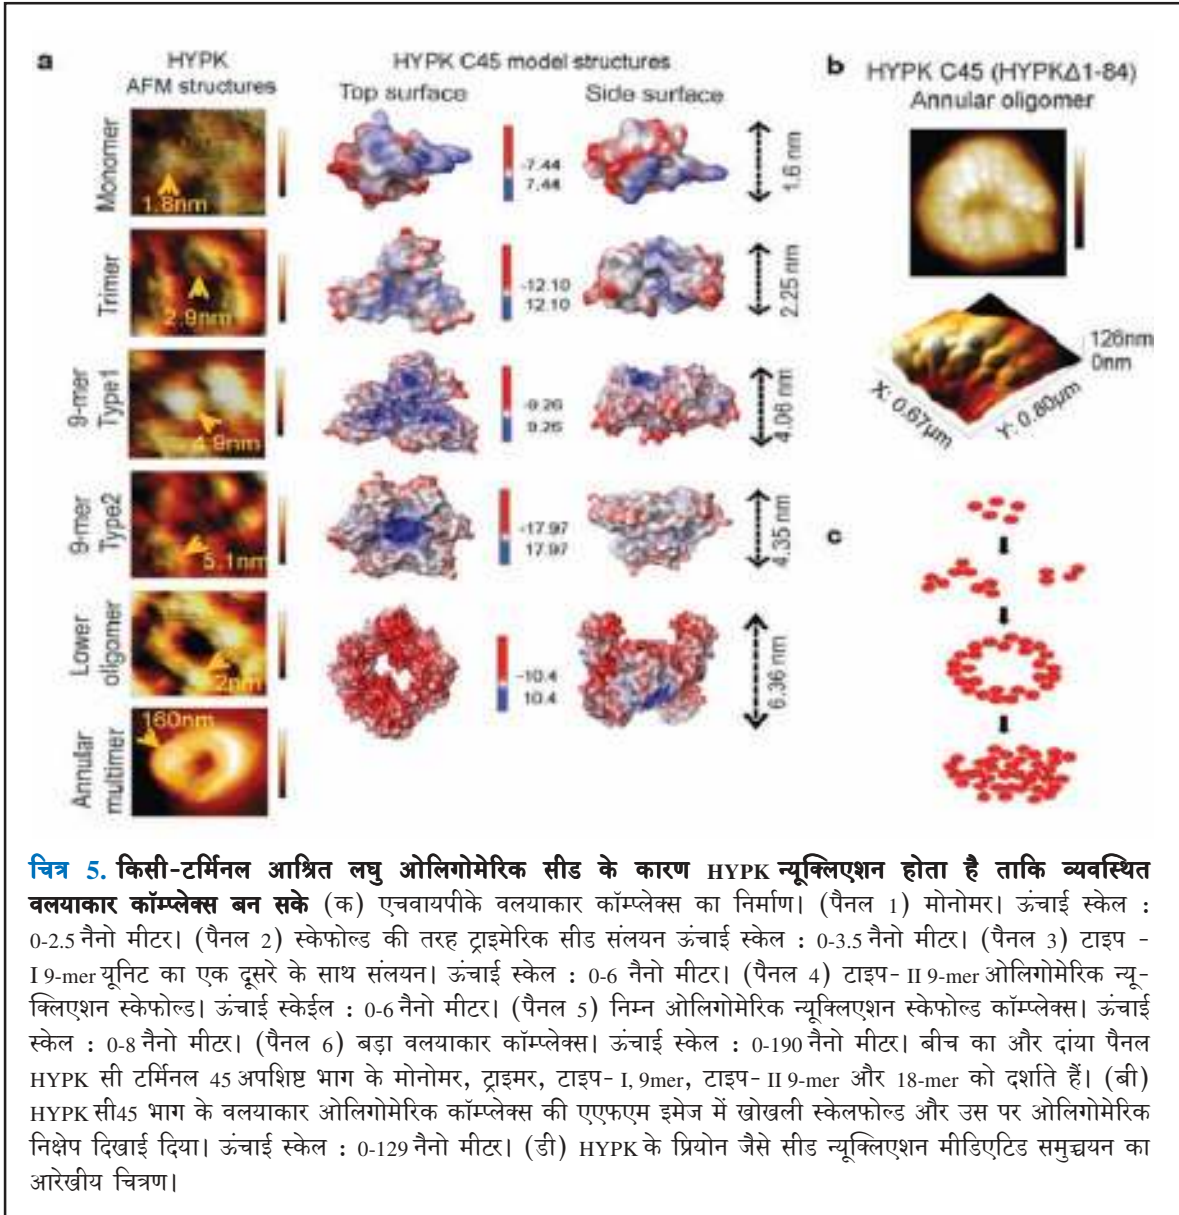 a
HYPK
AFM structures
HYPK C45 model structures
Top surface
Side surface
Monomer
1.8nm
-7.44
7.44
1.6 nm
Trimer
2.9nm
-12.10
12.10
2.25 nm
9-mer
Type1
4.9nm
-9.26
9.26
4.06 nm
9-mer
Type2
5.1nm
-17.97
17.97
4.35 nm
Lower
oligomer
2nm
-10.4
10.4
6.36 nm
Annular
multimer
160nm
b
HYPK C45 (HYPKΔ1-84)
Annular oligomer
126nm
0nm
X: 0.67µm
Y: 0.80µm
c
चित्र 5. किसी-टर्मिनल आश्रित लघु ओलिगोमेरिक सीड के कारण HYPK न्यूक्लिएशन होता है ताकि व्यवस्थित
वलयाकार कॉम्प्लेक्स बन सके (क) एचवायपीके वलयाकार कॉम्प्लेक्स का निर्माण। (पैनल 1) मोनोमर। ऊंचाई स्केल :
0-2.5 नैनो मीटर। (पैनल 2) स्केफोल्ड की तरह ट्राइमेरिक सीड संलयन ऊंचाई स्केल : 0-3.5 नैनो मीटर। (पैनल 3) टाइप -
I 9-mer यूनिट का एक दूसरे के साथ संलयन। ऊंचाई स्केल : 0-6 नैनो मीटर। (पैनल 4) टाइप- II 9-mer ओलिगोमेरिक न्यू-
क्लिएशन स्केफोल्ड। ऊंचाई स्केईल : 0-6 नैनो मीटर। (पैनल 5) निम्न ओलिगोमेरिक न्यूक्लिएशन स्केफोल्ड कॉम्प्लेक्स। ऊंचाई
स्केल : 0-8 नैनो मीटर। (पैनल 6) बड़ा वलयाकार कॉम्प्लेक्स। ऊंचाई स्केल : 0-190 नैनो मीटर। बीच का और दांया पैनल
HYPK सी टर्मिनल 45 अपशिष्ट भाग के मोनोमर, ट्राइमर, टाइप- I, 9mer, टाइप- II 9-mer और 18-mer को दर्शाते हैं। (बी)
HYPK सी45 भाग के वलयाकार ओलिगोमेरिक कॉम्प्लेक्स की एएफएम इमेज में खोखली स्केलफोल्ड और उस पर ओलिगोमेरिक
निक्षेप दिखाई दिया। ऊंचाई स्केल : 0-129 नैनो मीटर। (डी) HYPK के प्रियोन जैसे सीड न्यूक्लिएशन मीडिएटिड समुच्चयन का
आरेखीय चित्रण।